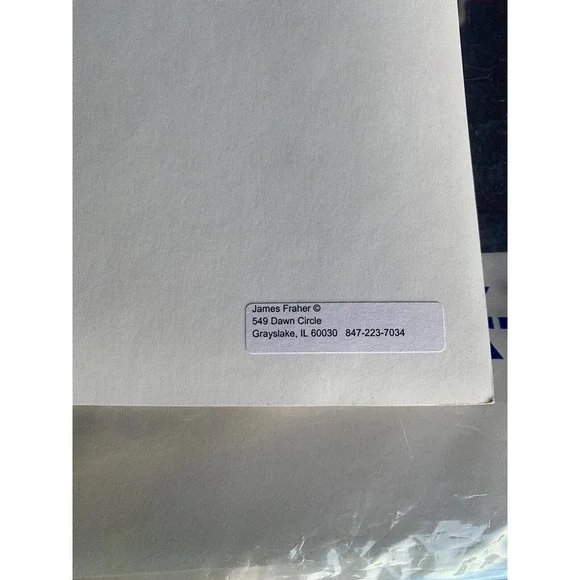 James Fraher ©
549 Dawn Circle
Grayslake, IL 60030 847-223-7034